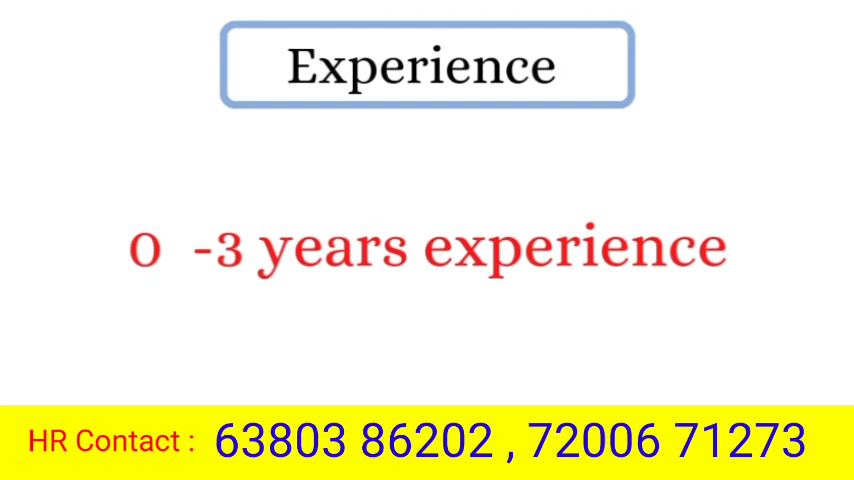 Experience
0 -3 years experience
HR Contact : 63803 86202 , 72006 71273